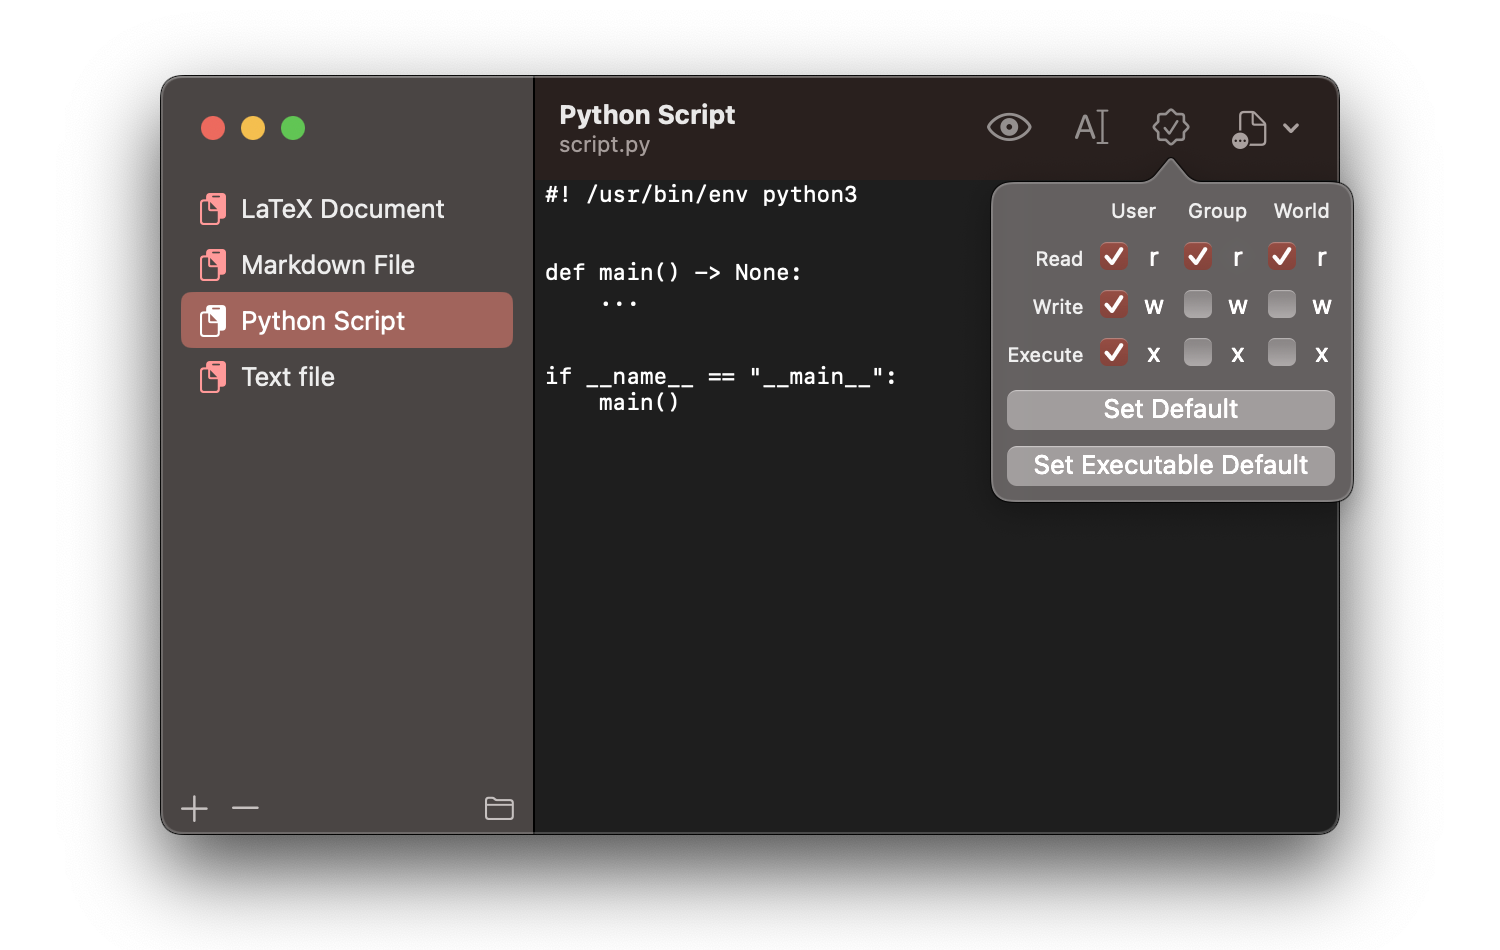 LaTeX Document
Markdown File
Python Script
Text file
Python Script
script.py
#! /usr/bin/env python3
def main() -> None:
    ...
if __name__ == "__main__":
    main()
User Group World
Read r r r
Write w w w
Execute x x x
Set Default
Set Executable Default